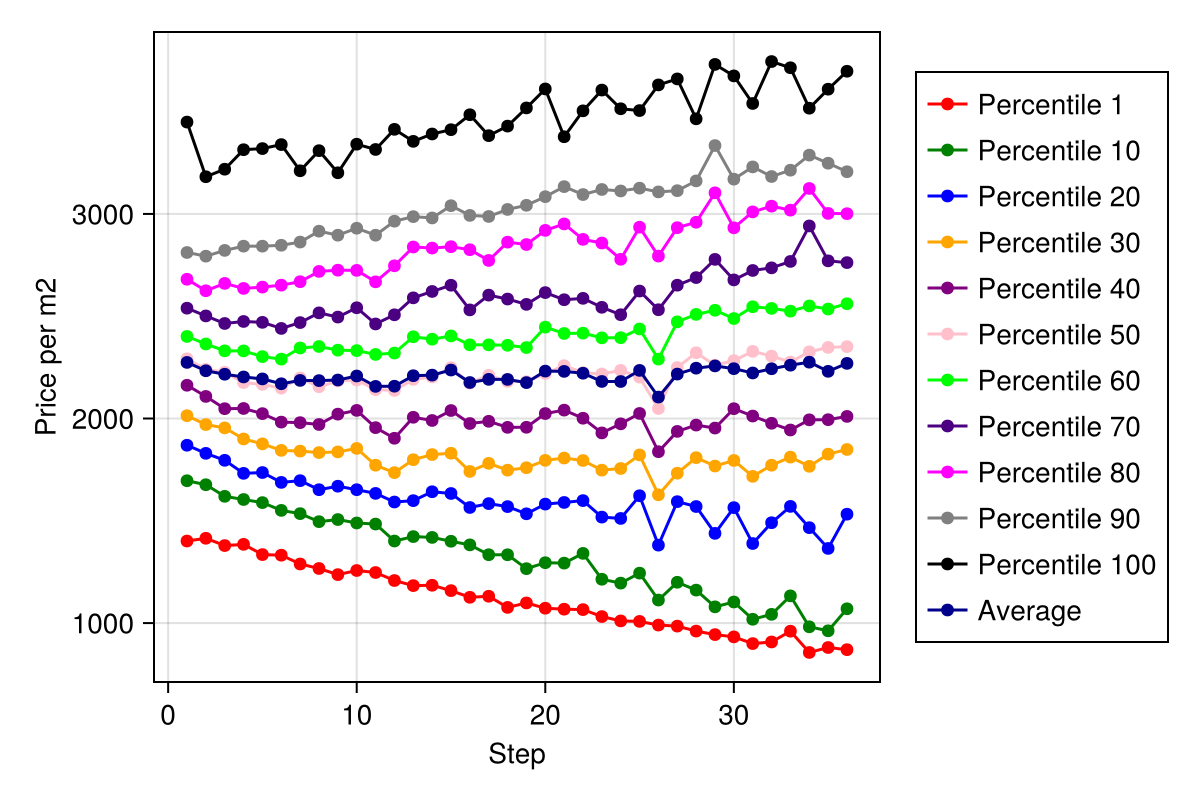 Price per m2
3000
2000
1000
0 10 20 30
Step
Percentile 1
Percentile 10
Percentile 20
Percentile 30
Percentile 40
Percentile 50
Percentile 60
Percentile 70
Percentile 80
Percentile 90
Percentile 100
Average